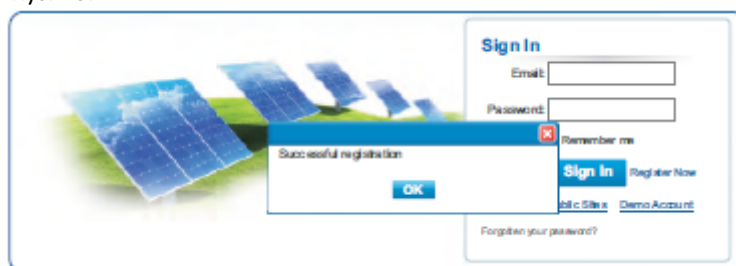 Sign In
Email:
Password:
Remember me
Successful registration
Sign In Register Now
OK
Demo Account
Forgotten your password?